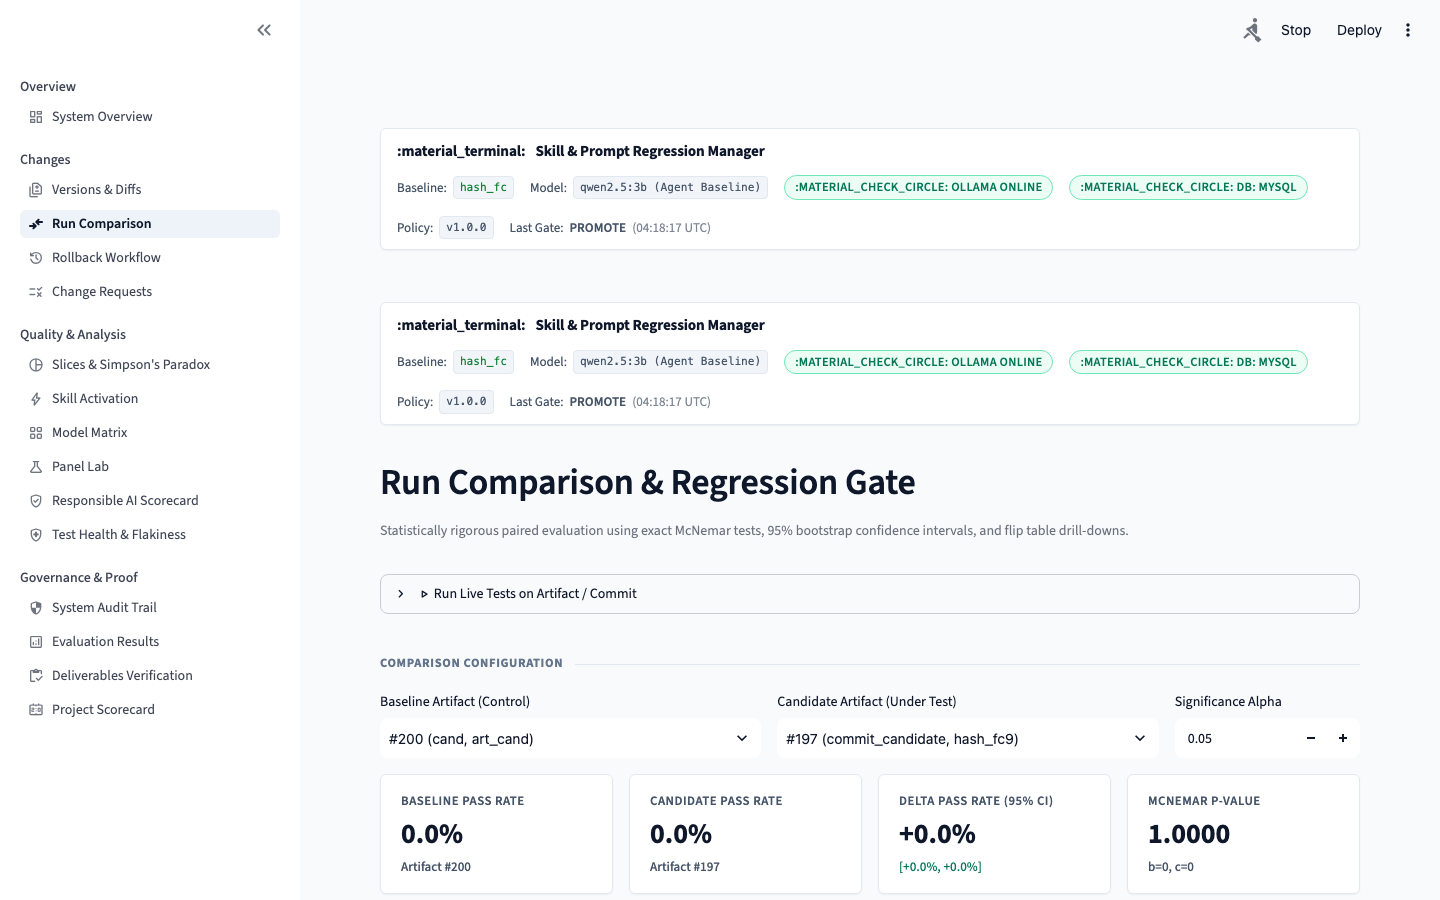 Stop Deploy
Overview
System Overview
Changes
Versions & Diffs
Run Comparison
Rollback Workflow
Change Requests
Quality & Analysis
Slices & Simpson's Paradox
Skill Activation
Model Matrix
Panel Lab
Responsible AI Scorecard
Test Health & Flakiness
Governance & Proof
System Audit Trail
Evaluation Results
Deliverables Verification
Project Scorecard
:material_terminal: Skill & Prompt Regression Manager
Baseline: hash_fc Model: qwen2.5:3b (Agent Baseline) :MATERIAL_CHECK_CIRCLE: OLLAMA ONLINE :MATERIAL_CHECK_CIRCLE: DB: MYSQL
Policy: v1.0.0 Last Gate: PROMOTE (04:18:17 UTC)
:material_terminal: Skill & Prompt Regression Manager
Baseline: hash_fc Model: qwen2.5:3b (Agent Baseline) :MATERIAL_CHECK_CIRCLE: OLLAMA ONLINE :MATERIAL_CHECK_CIRCLE: DB: MYSQL
Policy: v1.0.0 Last Gate: PROMOTE (04:18:17 UTC)
Run Comparison & Regression Gate
Statistically rigorous paired evaluation using exact McNemar tests, 95% bootstrap confidence intervals, and flip table drill-downs.
Run Live Tests on Artifact / Commit
COMPARISON CONFIGURATION
Baseline Artifact (Control) Candidate Artifact (Under Test) Significance Alpha
#200 (cand, art_cand) #197 (commit_candidate, hash_fc9) 0.05
BASELINE PASS RATE CANDIDATE PASS RATE DELTA PASS RATE (95% CI) MCNEMAR P-VALUE
0.0% 0.0% +0.0% 1.0000
Artifact #200 Artifact #197 [+0.0%, +0.0%] b=0, c=0